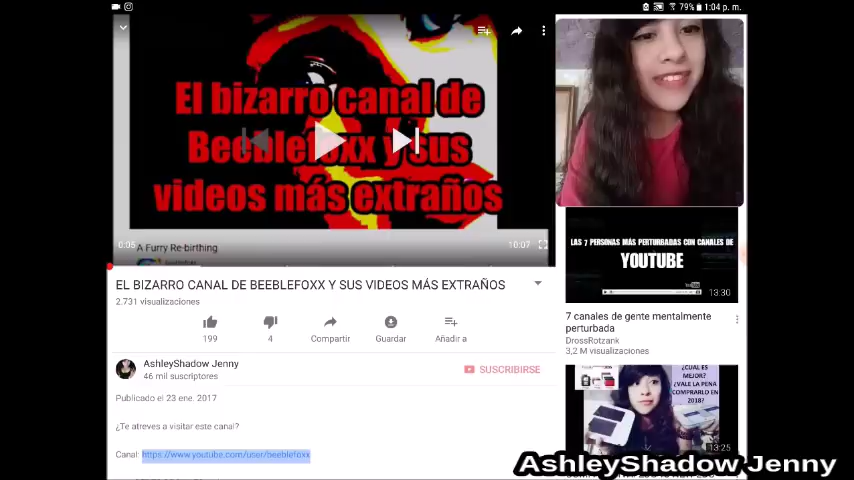 79% 1:04 p. m.
El bizarro canal de
Beeblefoxx y sus
videos más extraños
A Furry Re-birthing
0:05
10:07
EL BIZARRO CANAL DE BEEBLEFOXX Y SUS VIDEOS MÁS EXTRAÑOS
2.731 visualizaciones
199
4
Compartir
Guardar
Añadir a
AshleyShadow Jenny
46 mil suscriptores
SUSCRIBIRSE
Publicado el 23 ene. 2017
¿Te atreves a visitar este canal?
Canal: https://www.youtube.com/user/beeblefoxx
LAS 7 PERSONAS MÁS PERTURBADAS CON CANALES DE
YOUTUBE
13:30
7 canales de gente mentalmente
perturbada
DrossRotzank
3,2 M visualizaciones
¿CUAL ES
MEJOR?
¿VALE LA PENA
COMPRARLO EN
2018?
13:25
AshleyShadow Jenny